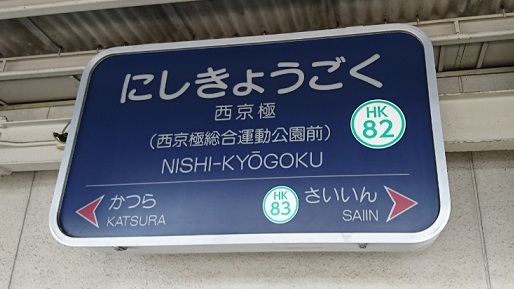 にしきょうごく
西京極
(西京極総合運動公園前)
HK
82
NISHI-KYŌGOKU
かつら
KATSURA
HK
83
さいいん
SAIIN